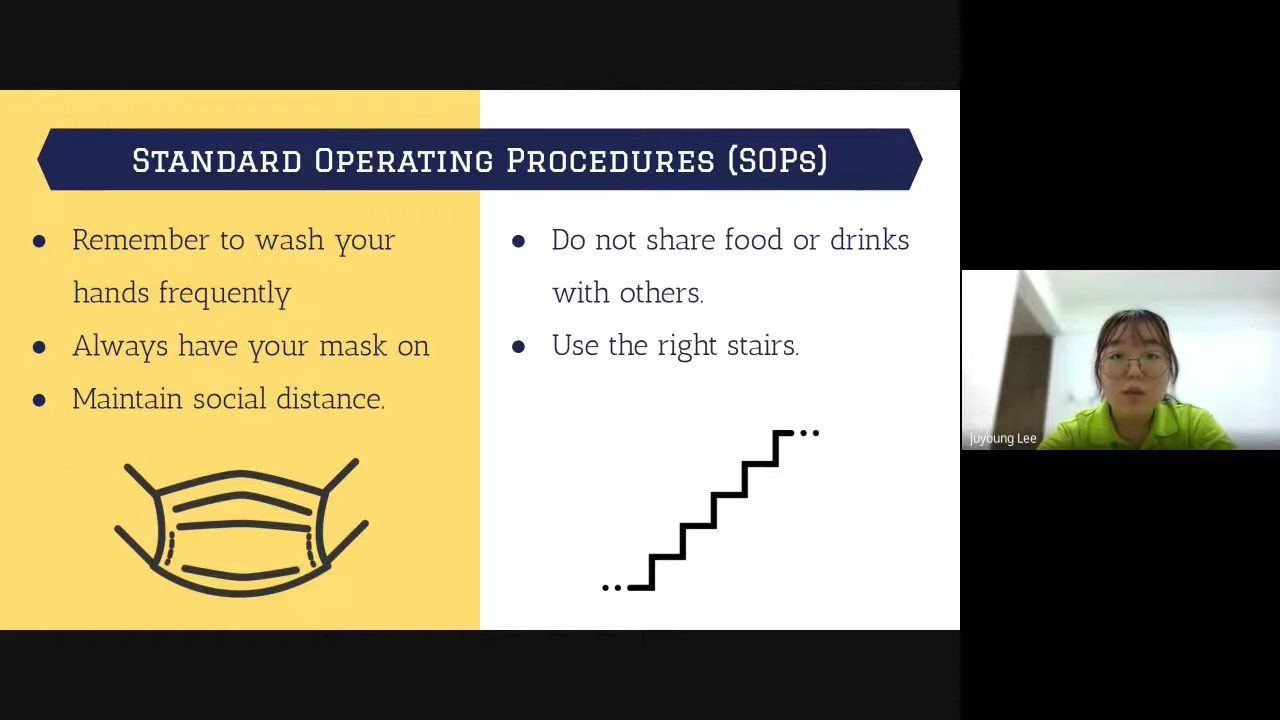 Standard Operating Procedures (SOPs)
● Remember to wash your
hands frequently
● Always have your mask on
● Maintain social distance.
● Do not share food or drinks
with others.
● Use the right stairs.
Juyoung Lee